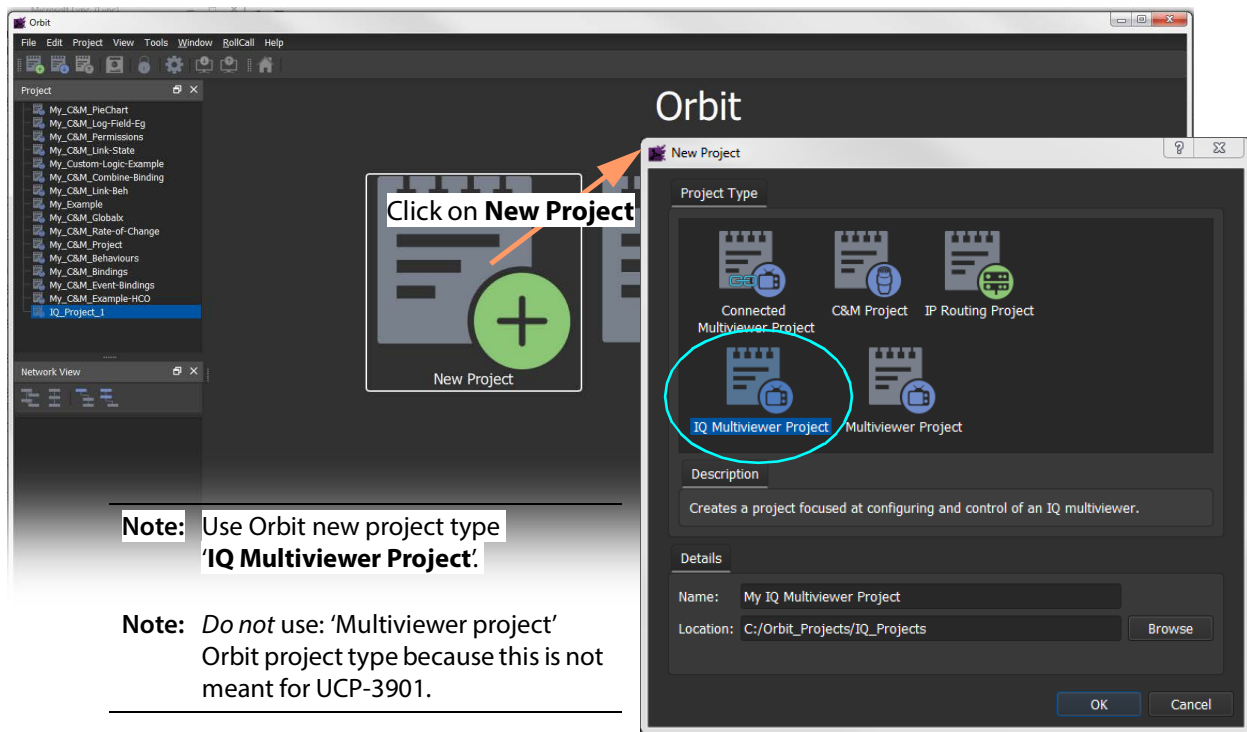 Orbit
File Edit Project View Tools Window RollCall Help
Project
My_C&M_PieChart
My_C&M_Log-Field-Eg
My_C&M_Permissions
My_C&M_Link-State
My_Custom-Logic-Example
My_C&M_Combine-Binding
My_C&M_Link-Beh
My_Example
My_C&M_Globalx
My_C&M_Rate-of-Change
My_C&M_Project
My_C&M_Behaviours
My_C&M_Bindings
My_C&M_Event-Bindings
My_C&M_Example-HCO
IQ_Project_1
Network View
Orbit
Click on New Project
New Project
New Project
Project Type
Connected
Multiviewer Project
C&M Project
IP Routing Project
IQ Multiviewer Project
Multiviewer Project
Description
Creates a project focused at configuring and control of an IQ multiviewer.
Details
Name: My IQ Multiviewer Project
Location: C:/Orbit_Projects/IQ_Projects
Browse
OK
Cancel
Note: Use Orbit new project type
‘IQ Multiviewer Project’.
Note: Do not use: ‘Multiviewer project’
Orbit project type because this is not
meant for UCP-3901.